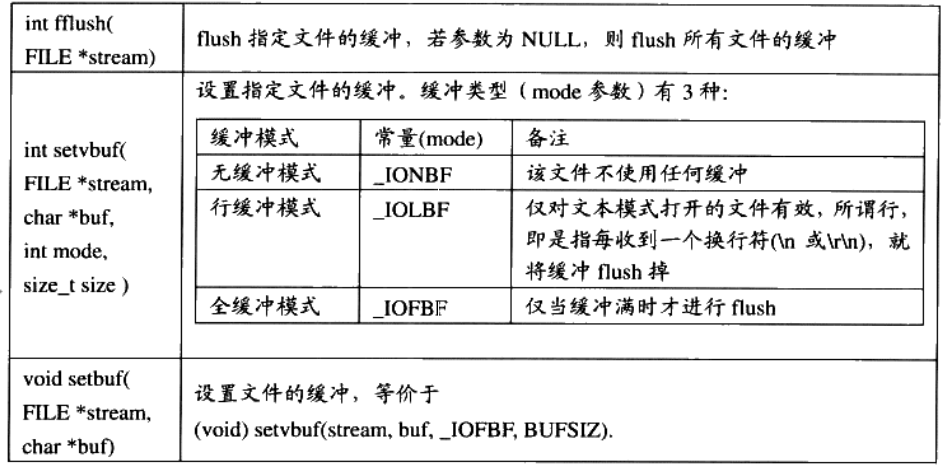 int fflush(
FILE *stream)
flush 指定文件的缓冲，若参数为 NULL，则 flush 所有文件的缓冲
int setvbuf(
FILE *stream,
char *buf,
int mode,
size_t size )
设置指定文件的缓冲。缓冲类型（mode 参数）有 3 种：
缓冲模式 常量(mode) 备注
无缓冲模式 _IONBF 该文件不使用任何缓冲
行缓冲模式 _IOLBF 仅对文本模式打开的文件有效，所谓行，
即是指每收到一个换行符(\n 或\r\n)，就
将缓冲 flush 掉
全缓冲模式 _IOFBF 仅当缓冲满时才进行 flush
void setbuf(
FILE *stream,
char *buf)
设置文件的缓冲，等价于
(void) setvbuf(stream, buf, _IOFBF, BUFSIZ).